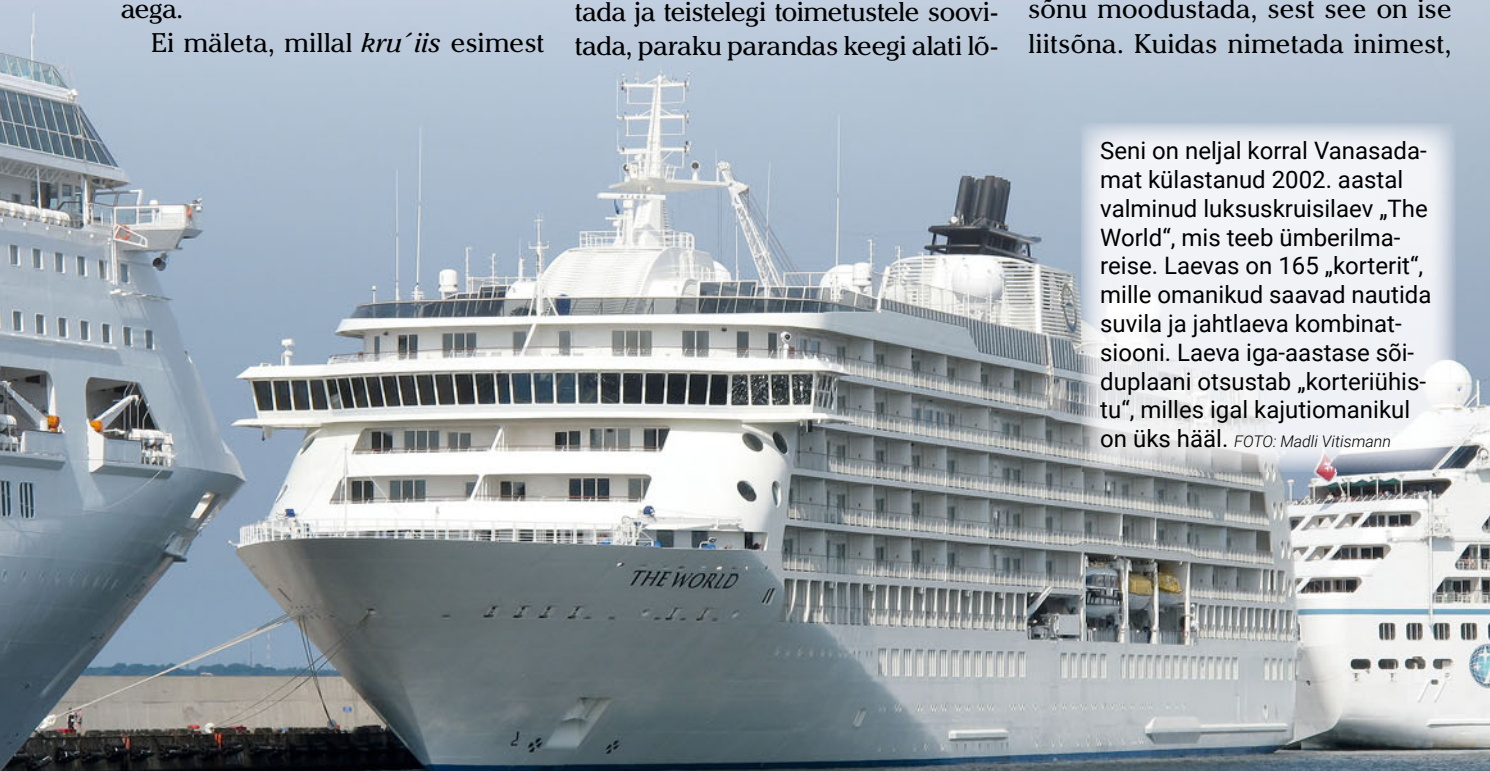 aega.
Ei mäleta, millal kru´iis esimest
tada ja teistelegi toimetustele soovi-
tada, paraku parandas keegi alati lõ-
sõnu moodustada, sest see on ise
liitsõna. Kuidas nimetada inimest,
Seni on neljal korral Vanasada-
mat külastanud 2002. aastal
valminud luksuskruisilaev „The
World“, mis teeb ümberilma-
reise. Laevas on 165 „korterit“,
mille omanikud saavad nautida
suvila ja jahtlaeva kombinat-
siooni. Laeva iga-aastase sõi-
duplaani otsustab „korteriühis-
tu“, milles igal kajutiomanikul
on üks hääl. FOTO: Madli Vitismann
THE WORLD